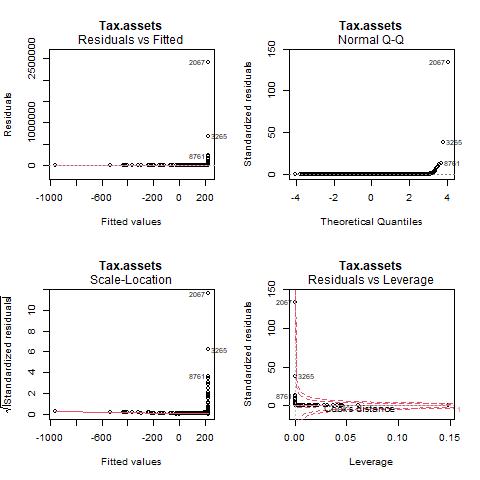 Tax.assets
Residuals vs Fitted
Residuals
0 1000000 2500000
2067
3265
8761
-1000 -600 -200 0 200
Fitted values
Tax.assets
Normal Q-Q
Standardized residuals
0 50 100 150
2067
3265
8761
-4 -2 0 2 4
Theoretical Quantiles
Tax.assets
Scale-Location
√|Standardized residuals|
0 2 4 6 8 10
2067
3265
8761
-1000 -600 -200 0 200
Fitted values
Tax.assets
Residuals vs Leverage
Standardized residuals
0 50 100 150
2067
3265
8761
Cook's distance
0.00 0.05 0.10 0.15
Leverage